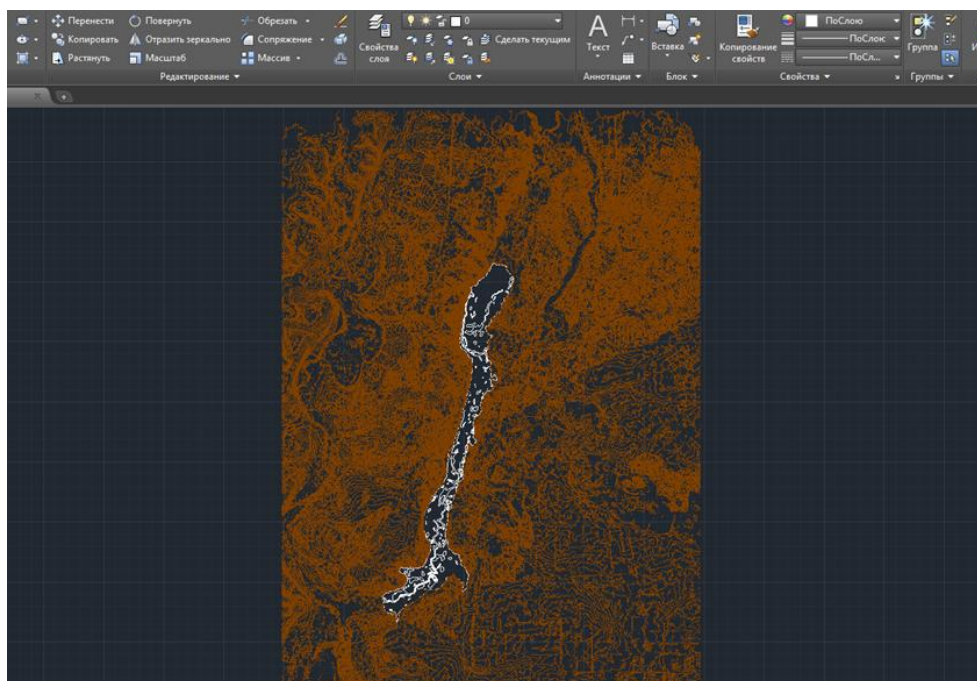 Перенести Повернуть Обрезать 0 ПоСлою
Копировать Отразить зеркально Сопряжение Свойства слоя Сделать текущим Текст Вставка Копирование свойств ПоСлою Группа
Растянуть Масштаб Массив ПоСл...
Редактирование Слои Аннотации Блок Свойства Группы